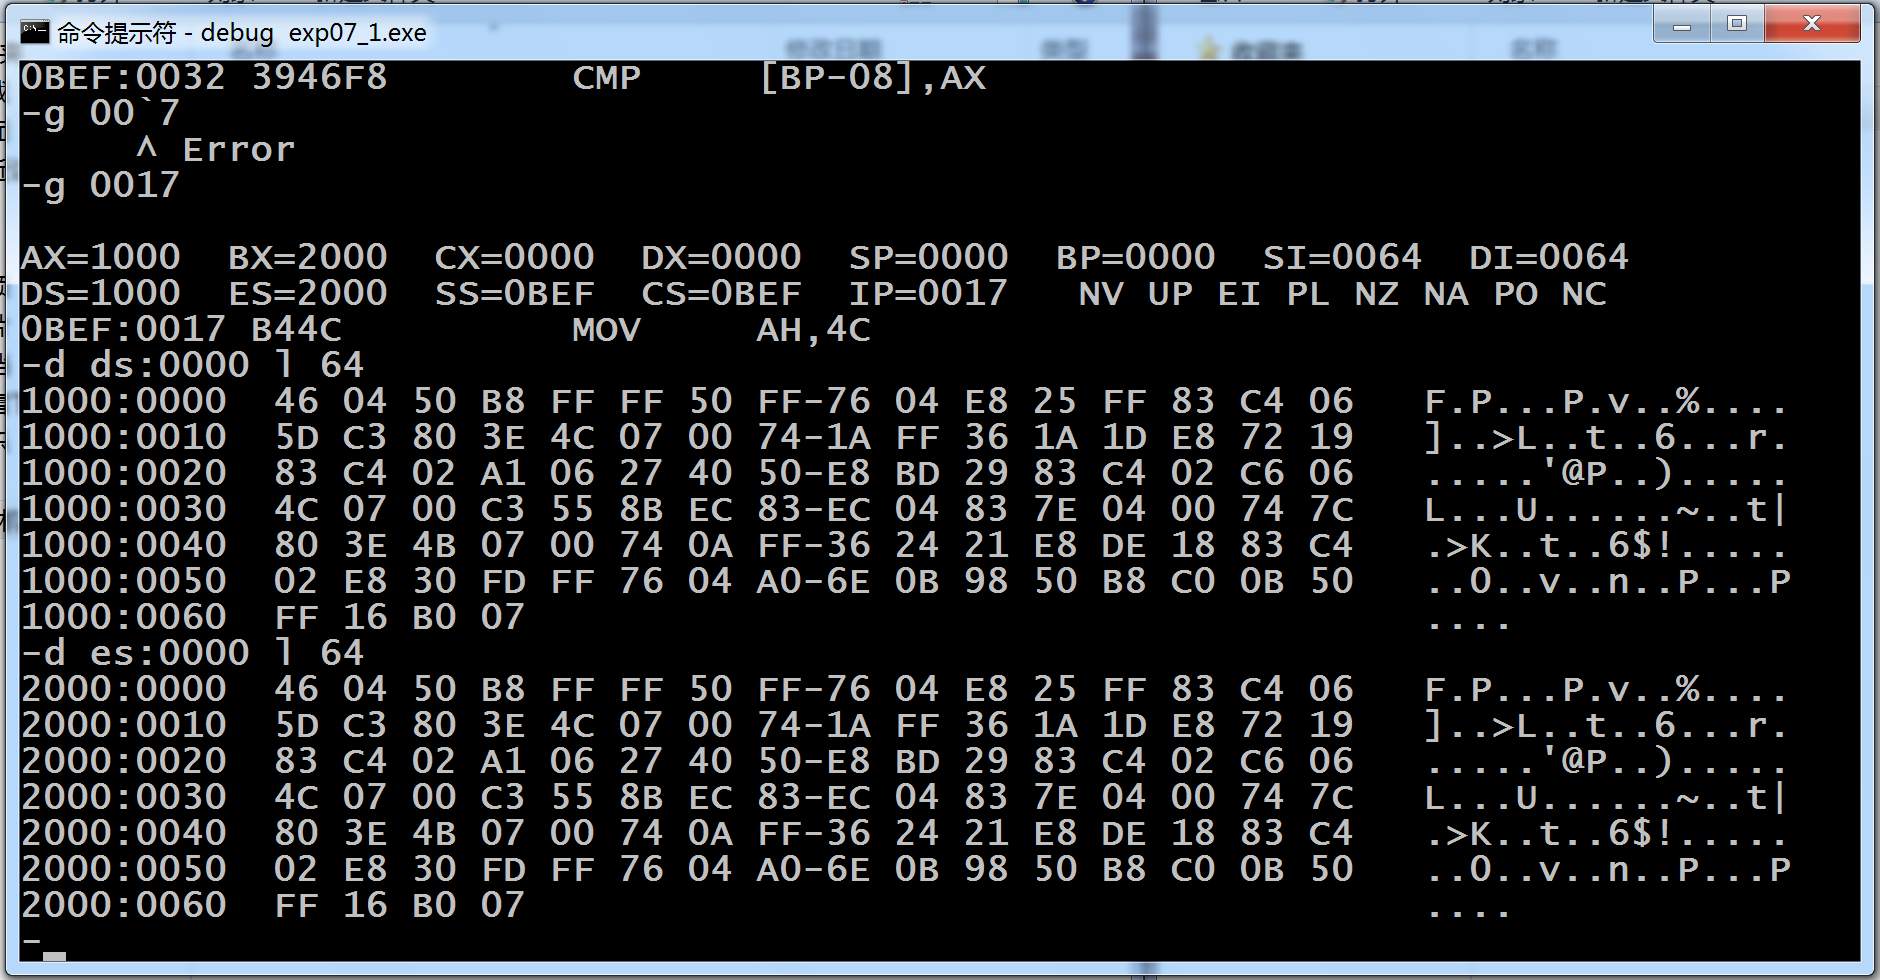 命令提示符 - debug  exp07_1.exe
0BEF:0032 3946F8        CMP     [BP-08],AX
-g 00`7
     ^ Error
-g 0017
AX=1000  BX=2000  CX=0000  DX=0000  SP=0000  BP=0000  SI=0064  DI=0064
DS=1000  ES=2000  SS=0BEF  CS=0BEF  IP=0017   NV UP EI PL NZ NA PO NC
0BEF:0017 B44C          MOV     AH,4C
-d ds:0000 l 64
1000:0000  46 04 50 B8 FF FF 50 FF-76 04 E8 25 FF 83 C4 06   F.P...P.v..%....
1000:0010  5D C3 80 3E 4C 07 00 74-1A FF 36 1A 1D E8 72 19   ]..>L..t..6...r.
1000:0020  83 C4 02 A1 06 27 40 50-E8 BD 29 83 C4 02 C6 06   .....'@P..).....
1000:0030  4C 07 00 C3 55 8B EC 83-EC 04 83 7E 04 00 74 7C   L...U......~..t|
1000:0040  80 3E 4B 07 00 74 0A FF-36 24 21 E8 DE 18 83 C4   .>K..t..6$!.....
1000:0050  02 E8 30 FD FF 76 04 A0-6E 0B 98 50 B8 C0 0B 50   ..0..v..n..P...P
1000:0060  FF 16 B0 07                                       ....
-d es:0000 l 64
2000:0000  46 04 50 B8 FF FF 50 FF-76 04 E8 25 FF 83 C4 06   F.P...P.v..%....
2000:0010  5D C3 80 3E 4C 07 00 74-1A FF 36 1A 1D E8 72 19   ]..>L..t..6...r.
2000:0020  83 C4 02 A1 06 27 40 50-E8 BD 29 83 C4 02 C6 06   .....'@P..).....
2000:0030  4C 07 00 C3 55 8B EC 83-EC 04 83 7E 04 00 74 7C   L...U......~..t|
2000:0040  80 3E 4B 07 00 74 0A FF-36 24 21 E8 DE 18 83 C4   .>K..t..6$!.....
2000:0050  02 E8 30 FD FF 76 04 A0-6E 0B 98 50 B8 C0 0B 50   ..0..v..n..P...P
2000:0060  FF 16 B0 07                                       ....
-